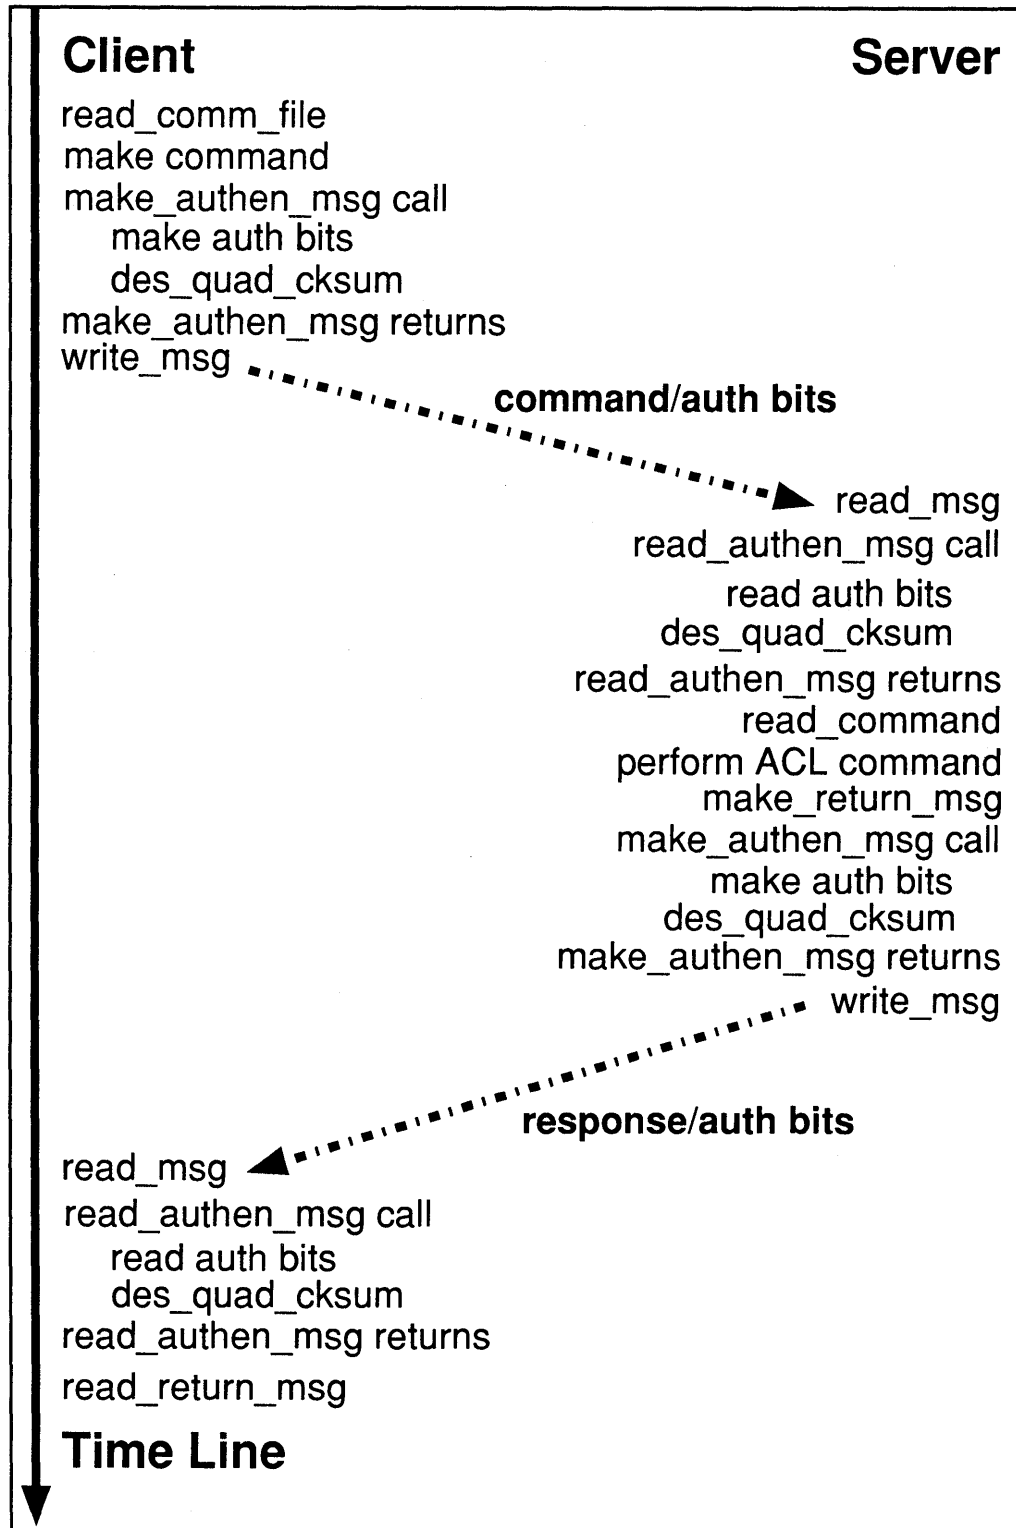 Client
Server
read_comm_file
make command
make_authen_msg call
make auth bits
des_quad_cksum
make_authen_msg returns
write_msg
command/auth bits
read_msg
read_authen_msg call
read auth bits
des_quad_cksum
read_authen_msg returns
read_command
perform ACL command
make_return_msg
make_authen_msg call
make auth bits
des_quad_cksum
make_authen_msg returns
write_msg
response/auth bits
read_msg
read_authen_msg call
read auth bits
des_quad_cksum
read_authen_msg returns
read_return_msg
Time Line